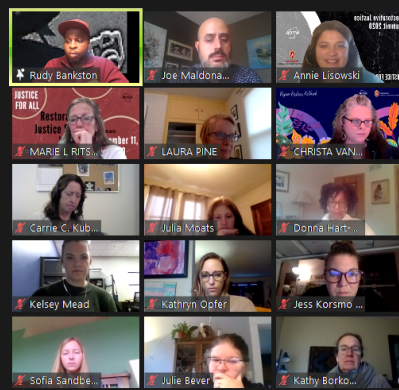 Rudy Bankston
Joe Maldona...
Annie Lisowski
JUSTICE
FOR ALL
Restora
Justice
MARIE L RITS...
LAURA PINE
CHRISTA VAN...
Carrie C. Kub...
Julia Moats
Donna Hart-...
Kelsey Mead
Kathryn Opfer
Jess Korsmo ...
Sofia Sandbe...
Julie Bever
Kathy Borko...